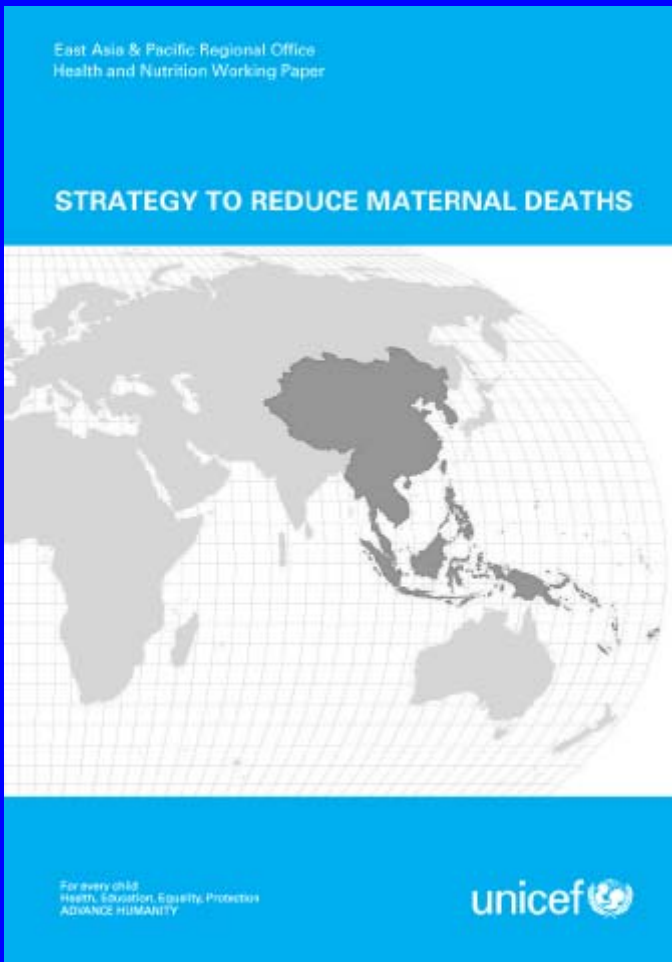 East Asia & Pacific Regional Office
Health and Nutrition Working Paper
STRATEGY TO REDUCE MATERNAL DEATHS
For every child
Health, Education, Equality, Protection
ADVANCE HUMANITY
unicef